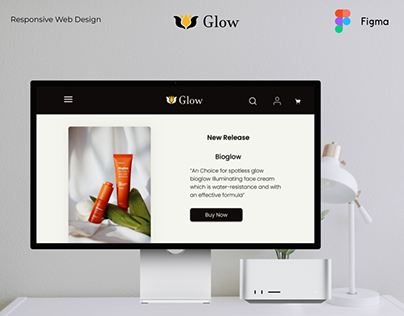 Responsive Web Design
Glow
Figma
Glow
New Release
Bioglow
"An Choice for spotless glow
bioglow Illuminating face cream
which is water-resistance and with
an effective formula"
Buy Now